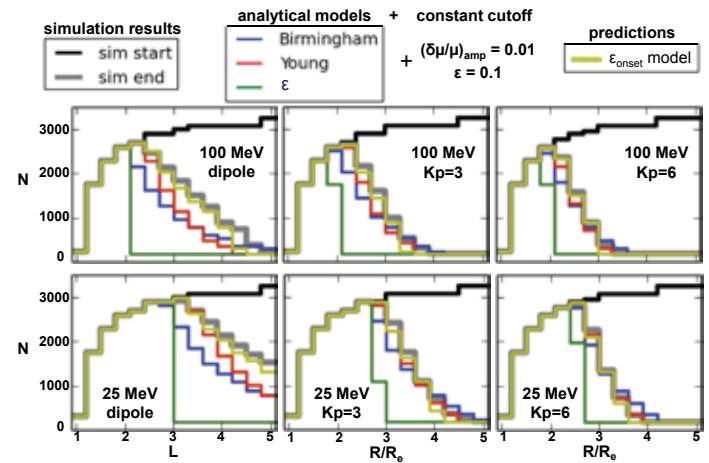 simulation results
sim start
sim end
analytical models + constant cutoff
Birmingham
Young
ε
+ (δμ/μ)amp = 0.01
ε = 0.1
predictions
εonset model
N
3000
2000
1000
0
100 MeV
dipole
100 MeV
Kp=3
100 MeV
Kp=6
N
3000
2000
1000
0
25 MeV
dipole
25 MeV
Kp=3
25 MeV
Kp=6
1 2 3 4 5
L
1 2 3 4 5
R/Re
1 2 3 4 5
R/Re